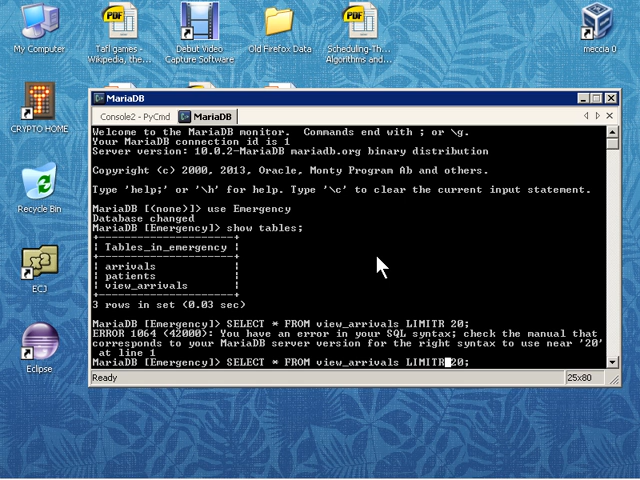 My Computer
Tafl games -
Wikipedia, the...
Debut Video
Capture Software
Old Firefox Data
Scheduling-Th...
Algorithms and...
meccia 0
CRYPTO HOME
Recycle Bin
ECJ
Eclipse
MariaDB
Console2 - PyCmd
MariaDB
Welcome to the MariaDB monitor.  Commands end with ; or \g.
Your MariaDB connection id is 1
Server version: 10.0.2-MariaDB mariadb.org binary distribution
Copyright (c) 2000, 2013, Oracle, Monty Program Ab and others.
Type 'help;' or '\h' for help. Type '\c' to clear the current input statement.
MariaDB [(none)]> use Emergency
Database changed
MariaDB [Emergency]> show tables;
+---------------------+
| Tables_in_emergency |
+---------------------+
| arrivals            |
| patients            |
| view_arrivals       |
+---------------------+
3 rows in set (0.03 sec)
MariaDB [Emergency]> SELECT * FROM view_arrivals LIMITR 20;
ERROR 1064 (42000): You have an error in your SQL syntax; check the manual that
corresponds to your MariaDB server version for the right syntax to use near '20'
 at line 1
MariaDB [Emergency]> SELECT * FROM view_arrivals LIMITR 20;
Ready
25x80